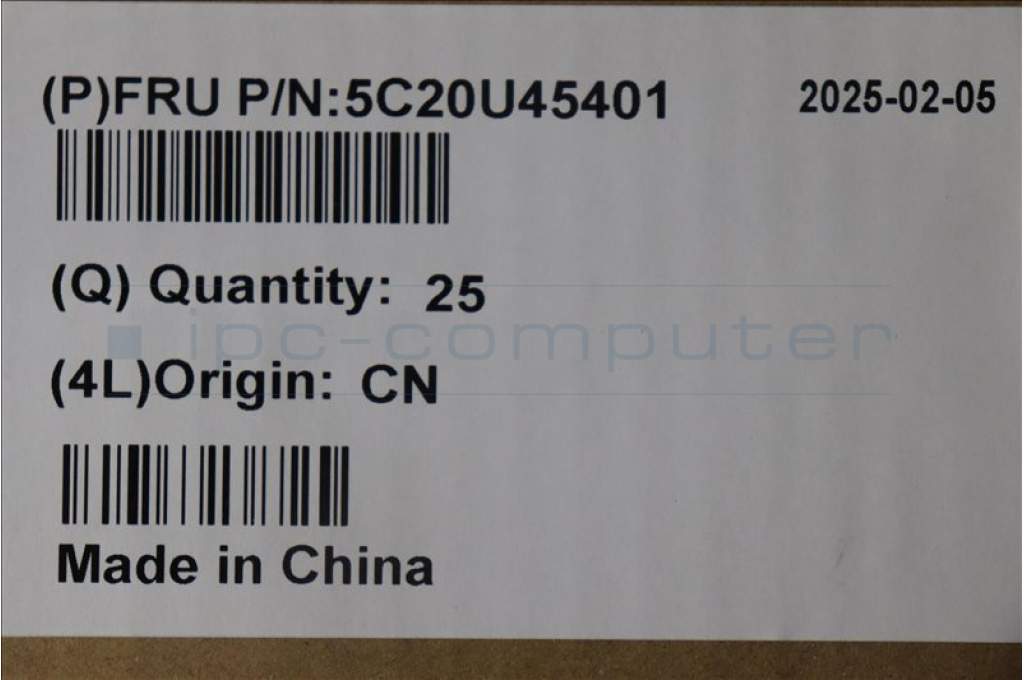 (P)FRU P/N:5C20U45401 2025-02-05
(Q) Quantity: 25
ipc-computer
(4L)Origin: CN
Made in China